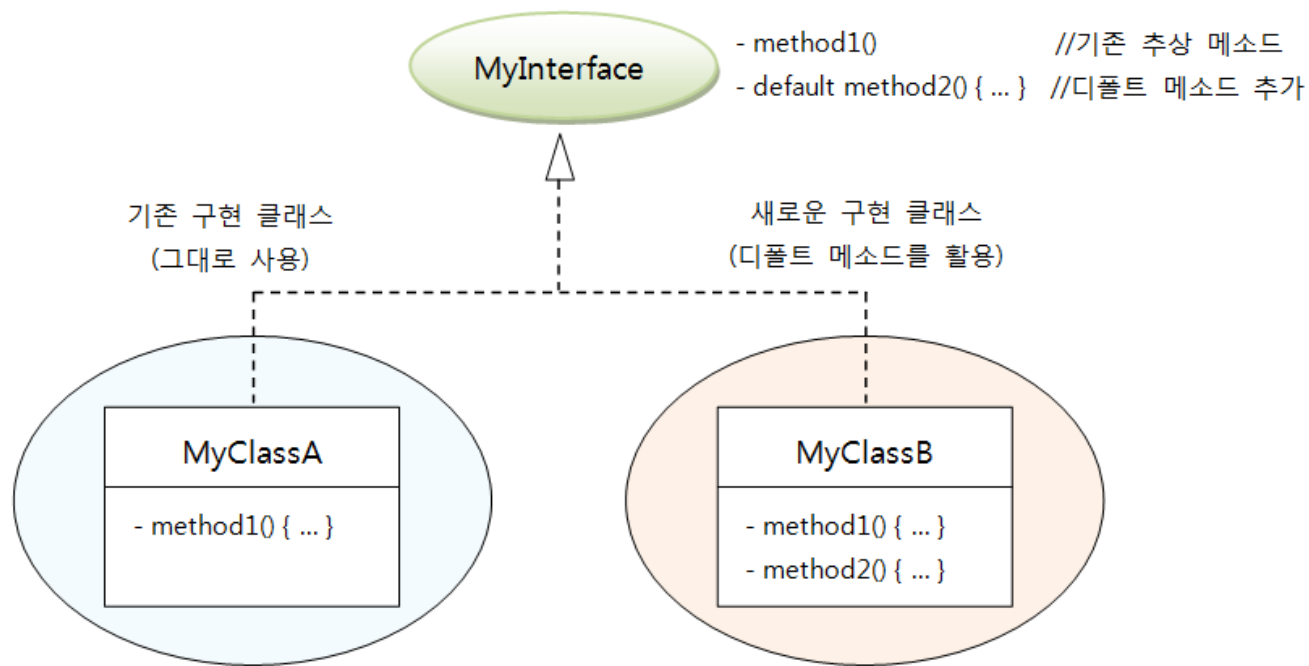 MyInterface
- method1() //기존 추상 메소드
- default method2() { ... } //디폴트 메소드 추가
기존 구현 클래스
(그대로 사용)
새로운 구현 클래스
(디폴트 메소드를 활용)
MyClassA
- method1() { ... }
MyClassB
- method1() { ... }
- method2() { ... }